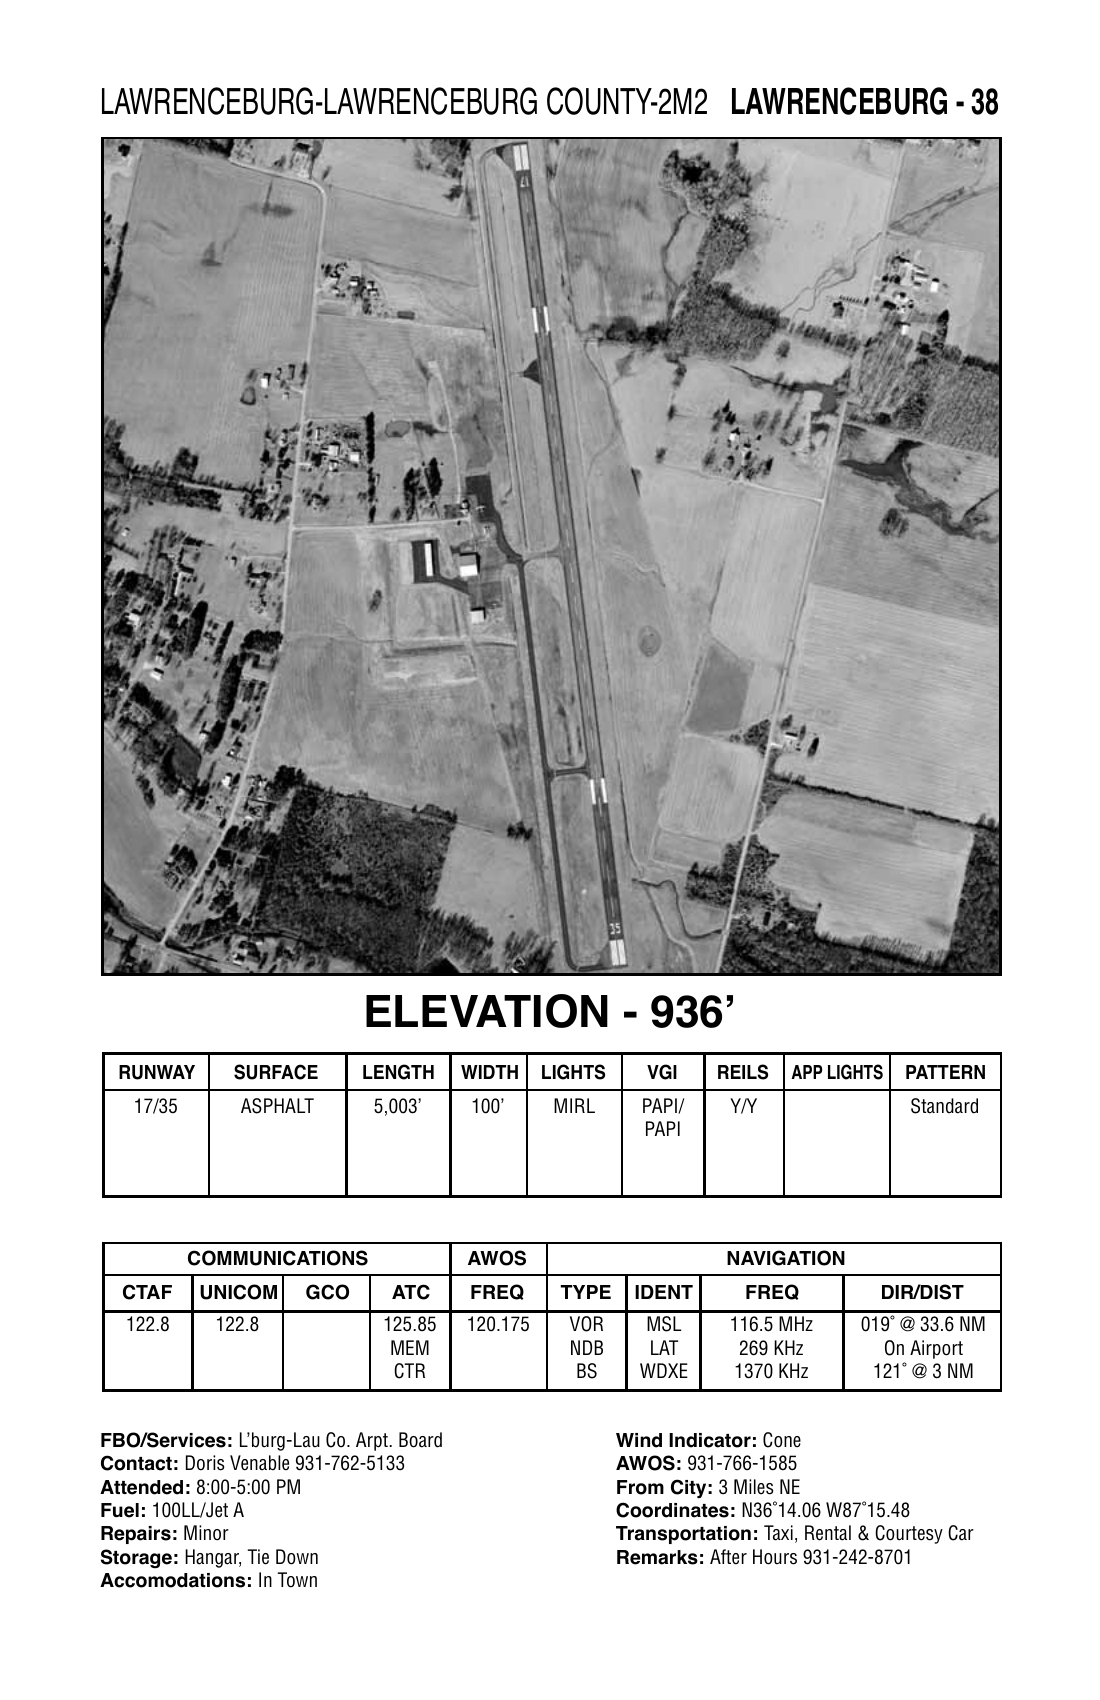 LAWRENCEBURG-LAWRENCEBURG COUNTY-2M2 LAWRENCEBURG - 38
17
35
ELEVATION - 936’
RUNWAY SURFACE LENGTH WIDTH LIGHTS VGI REILS APP LIGHTS PATTERN
17/35 ASPHALT 5,003’ 100’ MIRL PAPI/ Y/Y Standard
PAPI
COMMUNICATIONS AWOS NAVIGATION
CTAF UNICOM GCO ATC FREQ TYPE IDENT FREQ DIR/DIST
122.8 122.8 125.85 120.175 VOR MSL 116.5 MHz 019˚ @ 33.6 NM
MEM NDB LAT 269 KHz On Airport
CTR BS WDXE 1370 KHz 121˚ @ 3 NM
FBO/Services: L’burg-Lau Co. Arpt. Board
Contact: Doris Venable 931-762-5133
Attended: 8:00-5:00 PM
Fuel: 100LL/Jet A
Repairs: Minor
Storage: Hangar, Tie Down
Accomodations: In Town
Wind Indicator: Cone
AWOS: 931-766-1585
From City: 3 Miles NE
Coordinates: N36˚14.06 W87˚15.48
Transportation: Taxi, Rental & Courtesy Car
Remarks: After Hours 931-242-8701